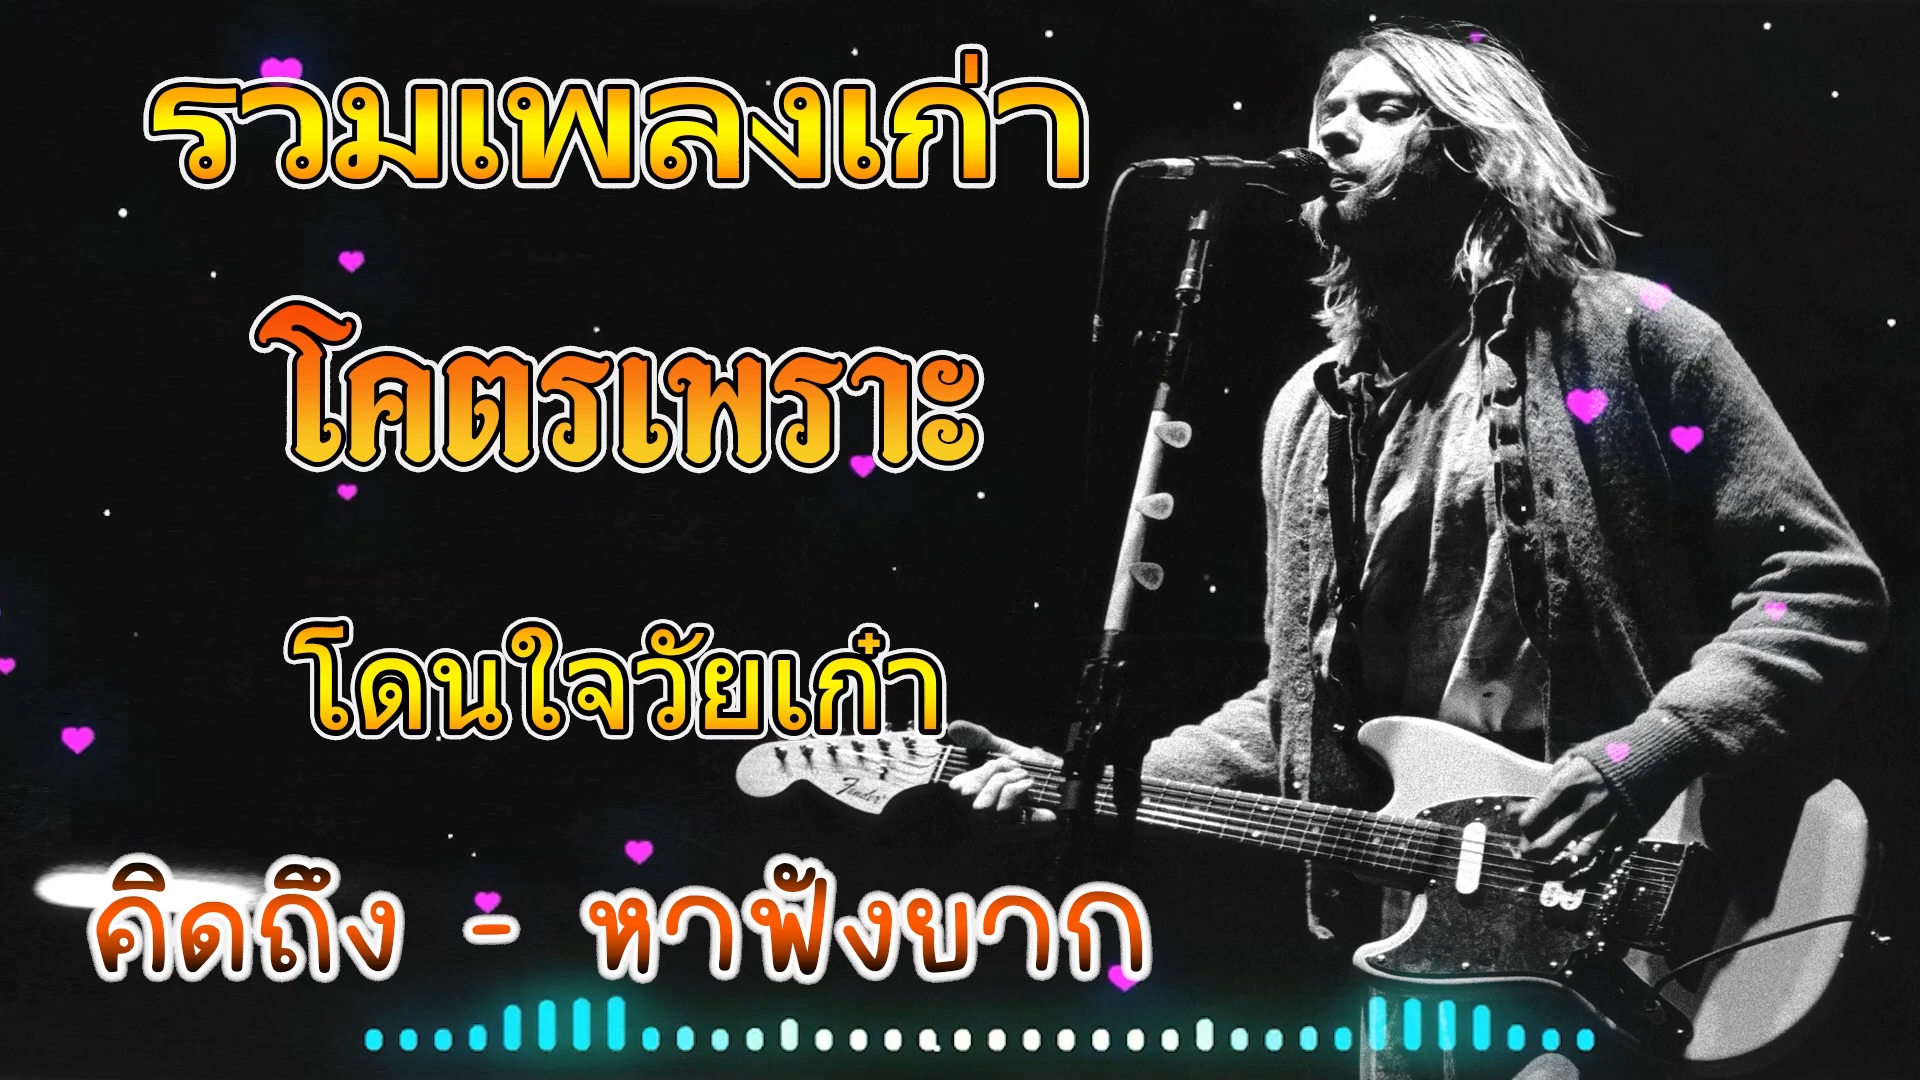 รวมเพลงเก่า
โคตรเพราะ
โดนใจวัยเก๋า
Fender
คิดถึง - หาฟังยาก